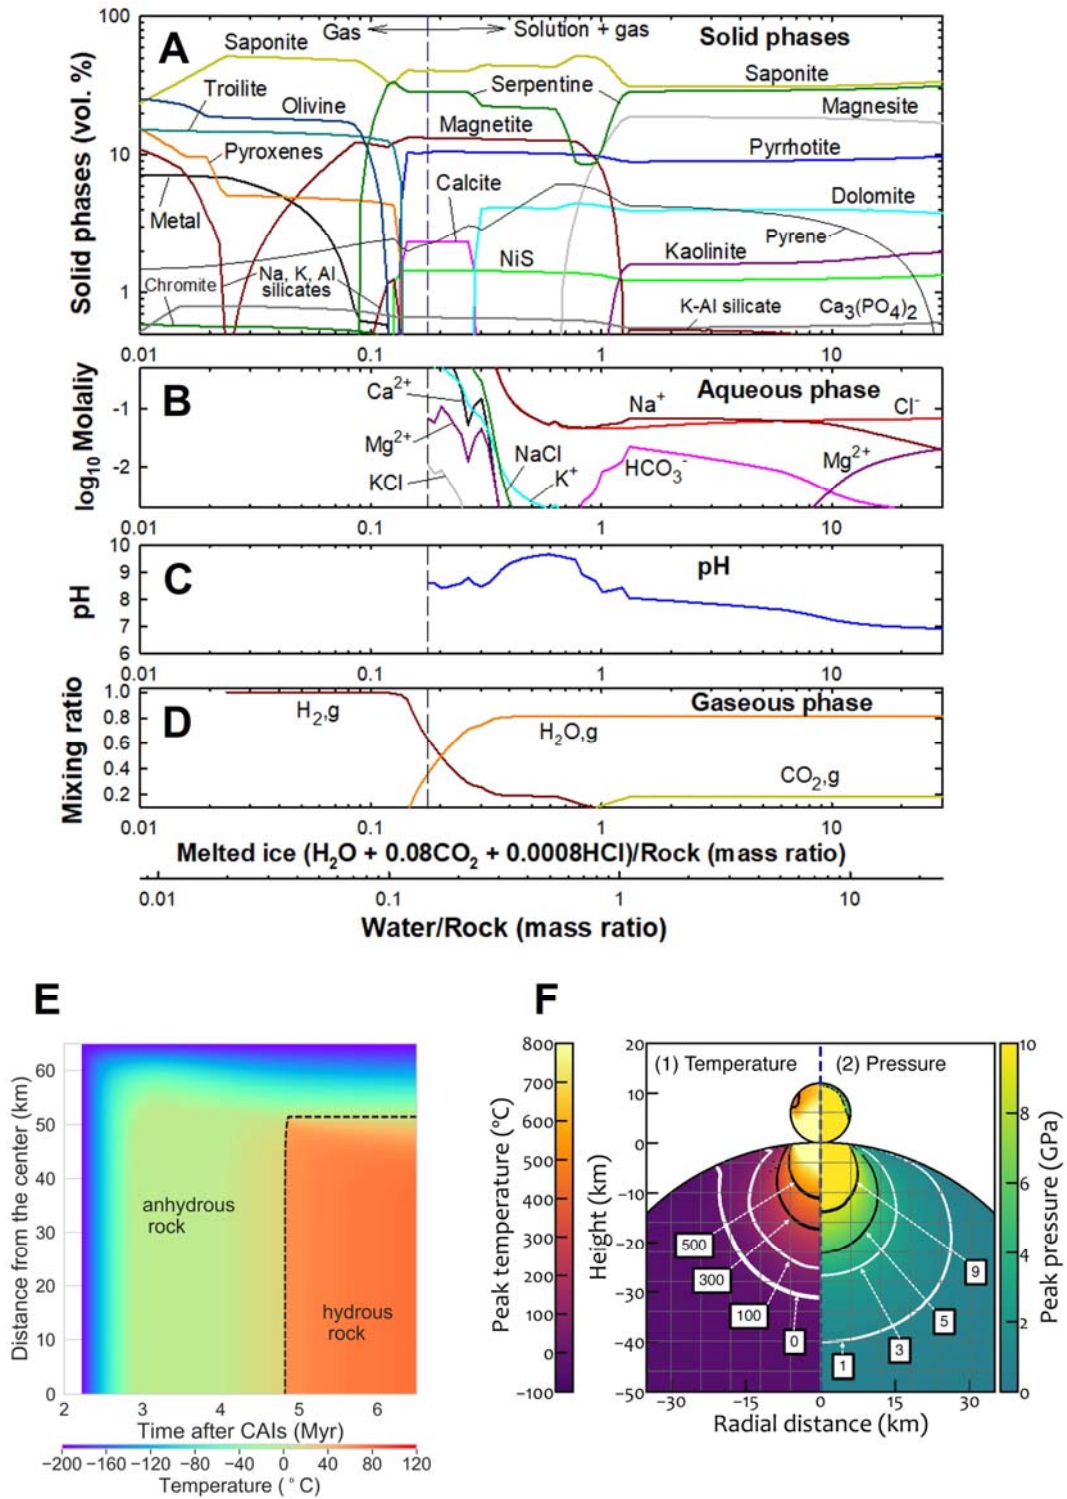 A
Gas
Solution + gas
Solid phases
Saponite
Serpentine
Saponite
Troilite
Olivine
Magnesite
Magnetite
Pyroxenes
Pyrrhotite
Calcite
Dolomite
Metal
Pyrene
Kaolinite
NiS
Chromite
Na, K, Al
silicates
K-Al silicate
Ca3(PO4)2
Solid phases (vol. %)
100
10
1
0.01 0.1 1 10
B
Aqueous phase
Ca2+
Na+
Cl-
Mg2+
NaCl
K+
HCO3-
Mg2+
KCl
log10 Molaliy
-1
-2
0.01 0.1 1 10
C
pH
pH
10
9
8
7
6
0.01 0.1 1 10
D
Gaseous phase
H2,g
H2O,g
CO2,g
Mixing ratio
1.0
0.8
0.6
0.4
0.2
0.01 0.1 1 10
Melted ice (H2O + 0.08CO2 + 0.0008HCl)/Rock (mass ratio)
0.01 0.1 1 10
Water/Rock (mass ratio)
E
Distance from the center (km)
60
50
40
30
20
10
0
anhydrous
rock
hydrous
rock
2 3 4 5 6
Time after CAIs (Myr)
−200 −160 −120 −80 −40 0 40 80 120
Temperature (°C)
F
Peak temperature (°C)
800
700
600
500
400
300
200
100
0
−100
Height (km)
20
10
0
−10
−20
−30
−40
−50
(1) Temperature
(2) Pressure
500
300
100
0
1
3
5
9
−30 −15 0 15 30
Radial distance (km)
10
8
6
4
2
0
Peak pressure (GPa)